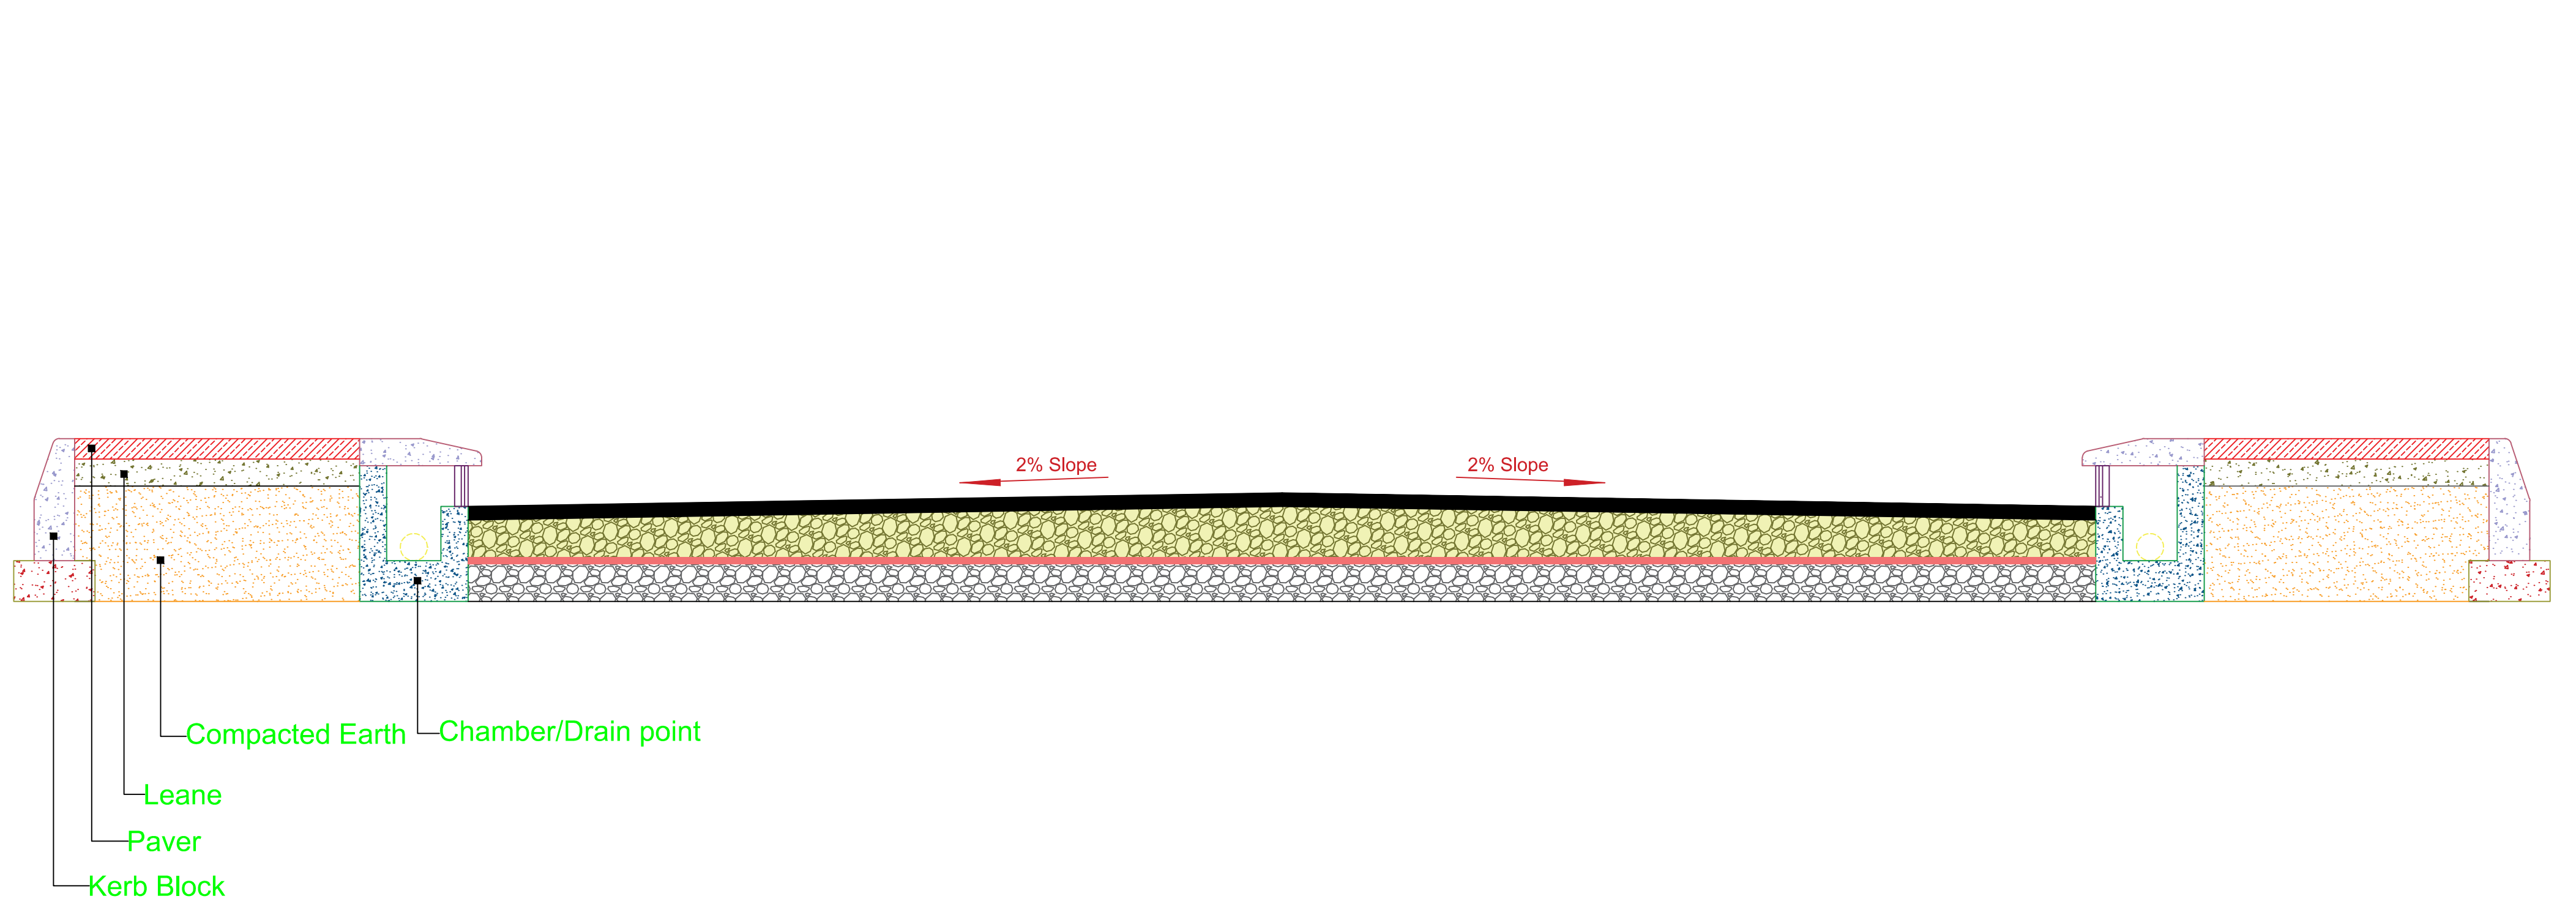 2% Slope
2% Slope
Compacted Earth
Chamber/Drain point
Leane
Paver
Kerb Block